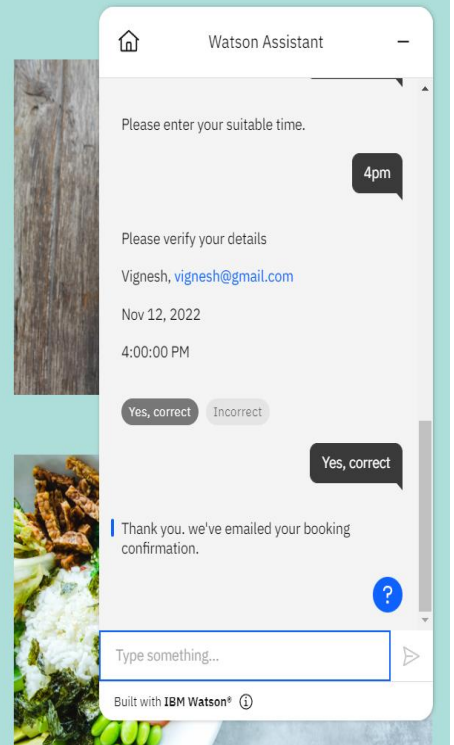 Watson Assistant
Please enter your suitable time.
4pm
Please verify your details
Vignesh, vignesh@gmail.com
Nov 12, 2022
4:00:00 PM
Yes, correct Incorrect
Yes, correct
Thank you. we've emailed your booking
confirmation.
?
Type something...
Built with IBM Watson®